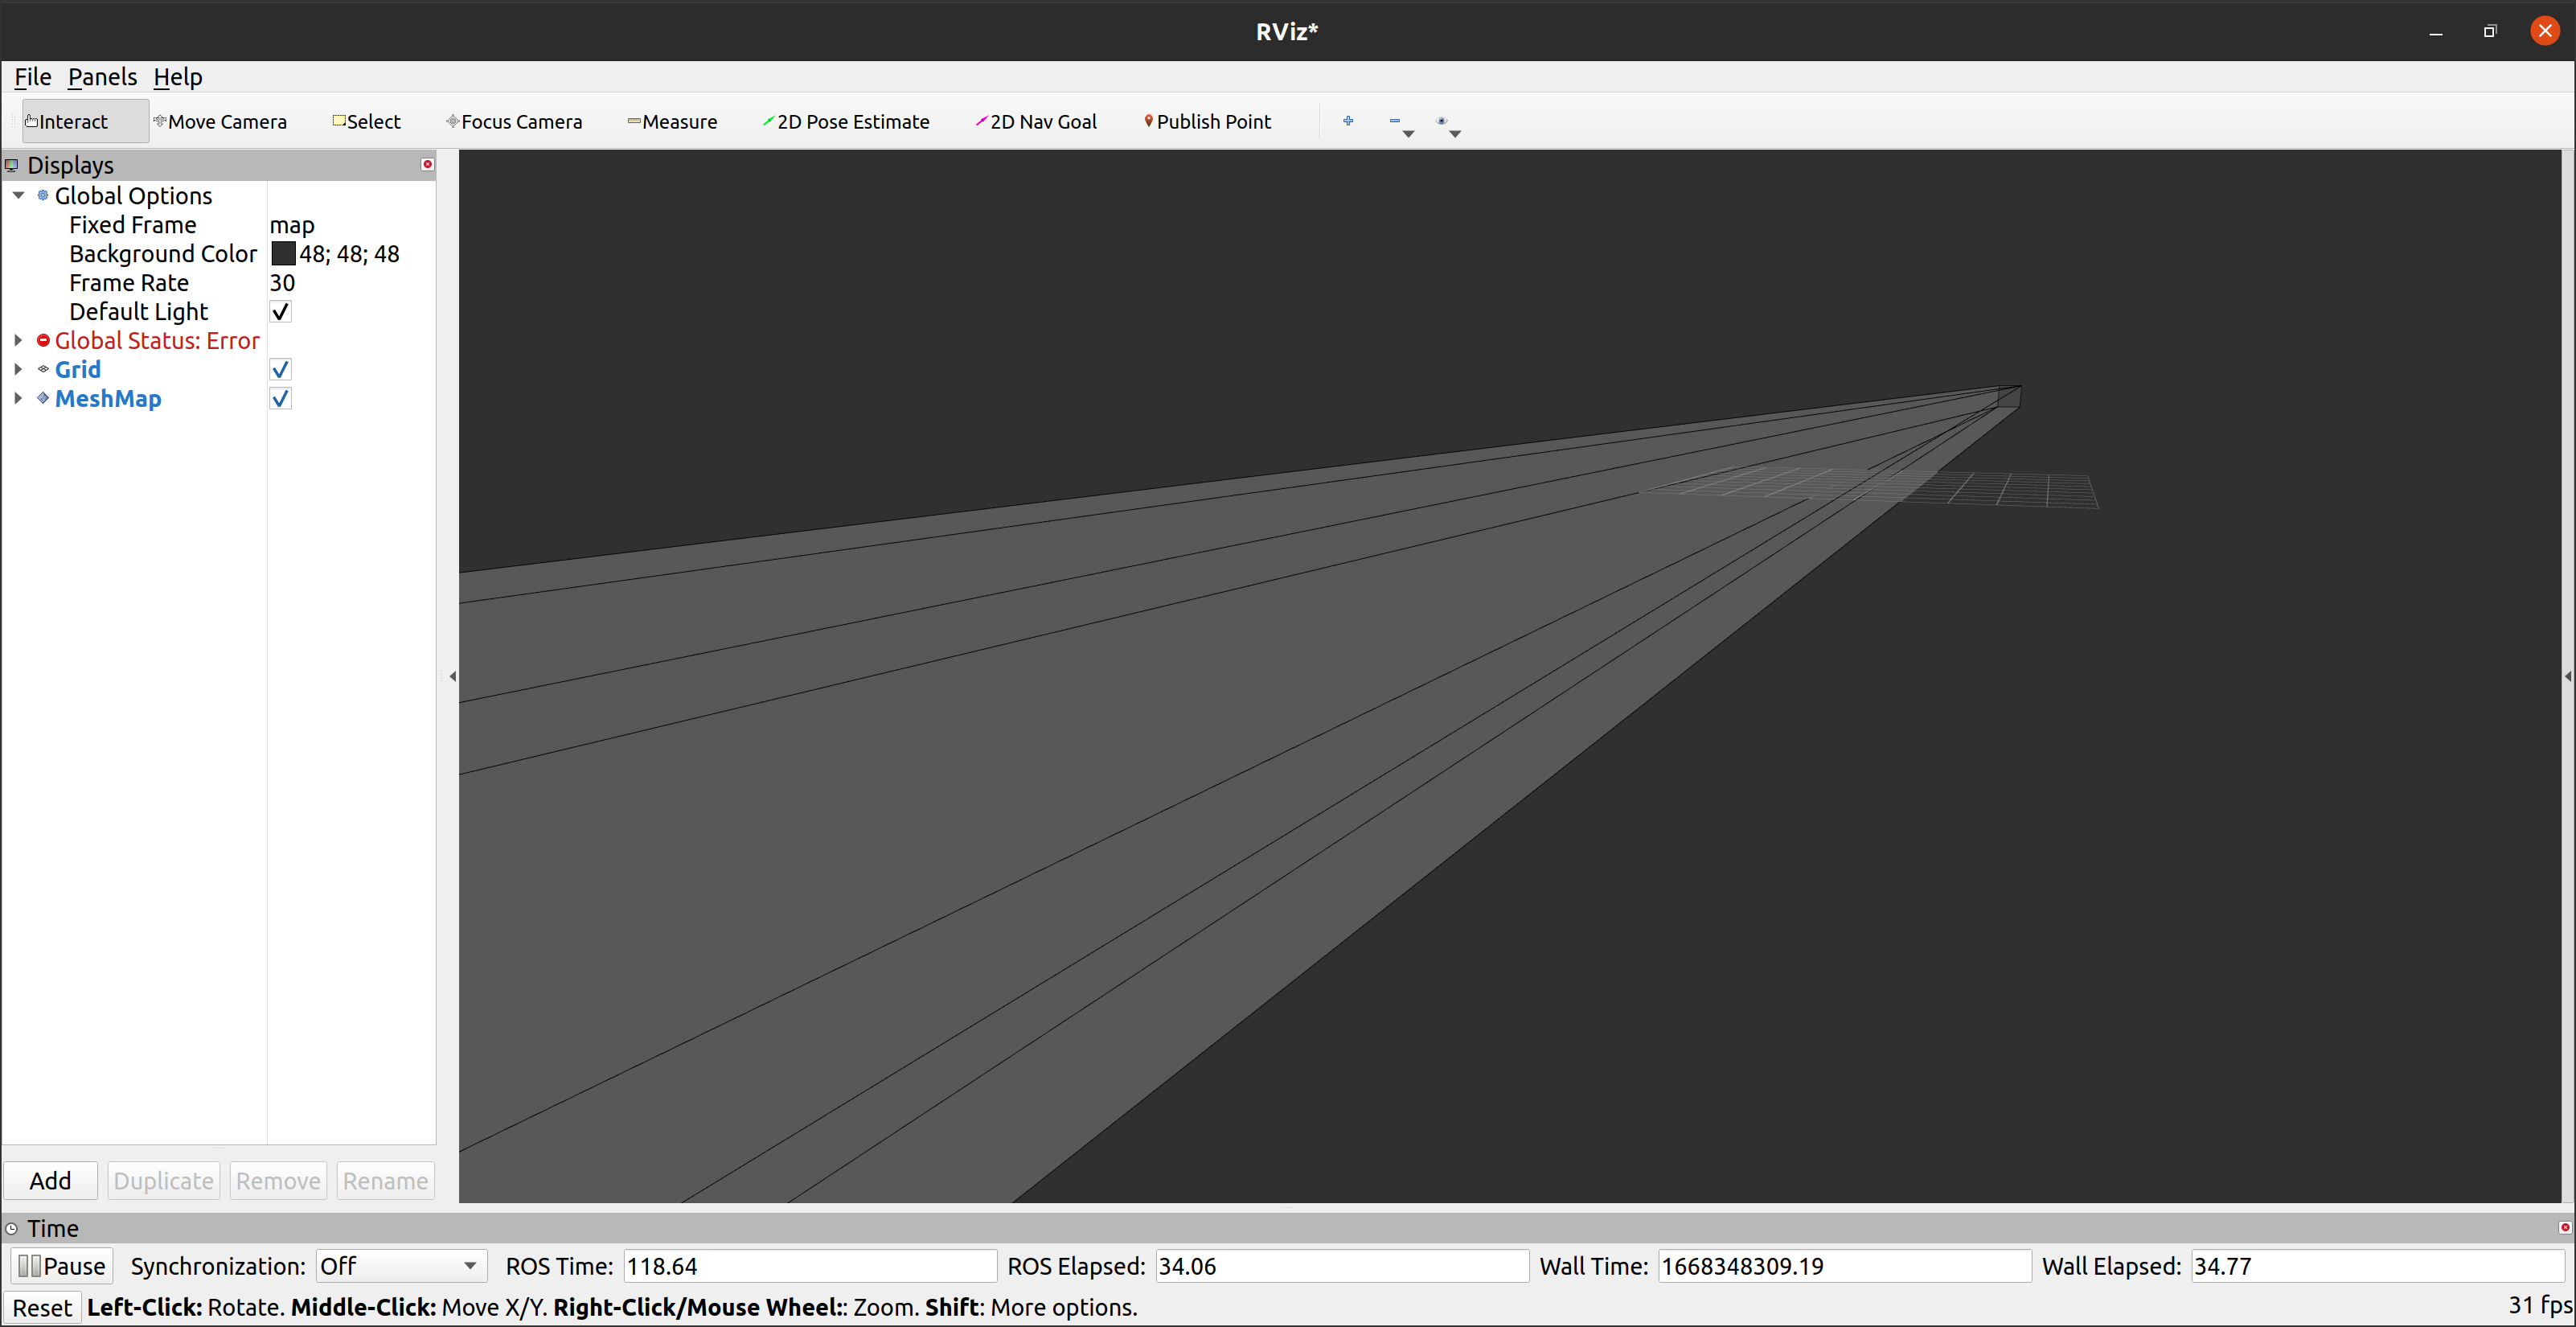 RViz*
File Panels Help
Interact Move Camera Select Focus Camera Measure 2D Pose Estimate 2D Nav Goal Publish Point
Displays
Global Options
Fixed Frame map
Background Color 48; 48; 48
Frame Rate 30
Default Light
Global Status: Error
Grid
MeshMap
Add Duplicate Remove Rename
Time
Pause Synchronization: Off ROS Time: 118.64 ROS Elapsed: 34.06 Wall Time: 1668348309.19 Wall Elapsed: 34.77
Reset Left-Click: Rotate. Middle-Click: Move X/Y. Right-Click/Mouse Wheel:: Zoom. Shift: More options. 31 fps